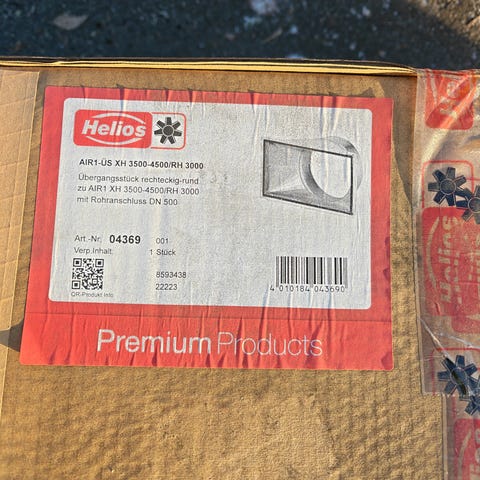 Helios
AIR1-ÜS XH 3500-4500/RH 3000
Übergangsstück rechteckig-rund
zu AIR1 XH 3500-4500/RH 3000
mit Rohranschluss DN 500
Art.-Nr. 04369 001
Verp.Inhalt: 1 Stück
8593438
22223
QR-Produkt Info
4 010184 043690
Premium Products
Helios